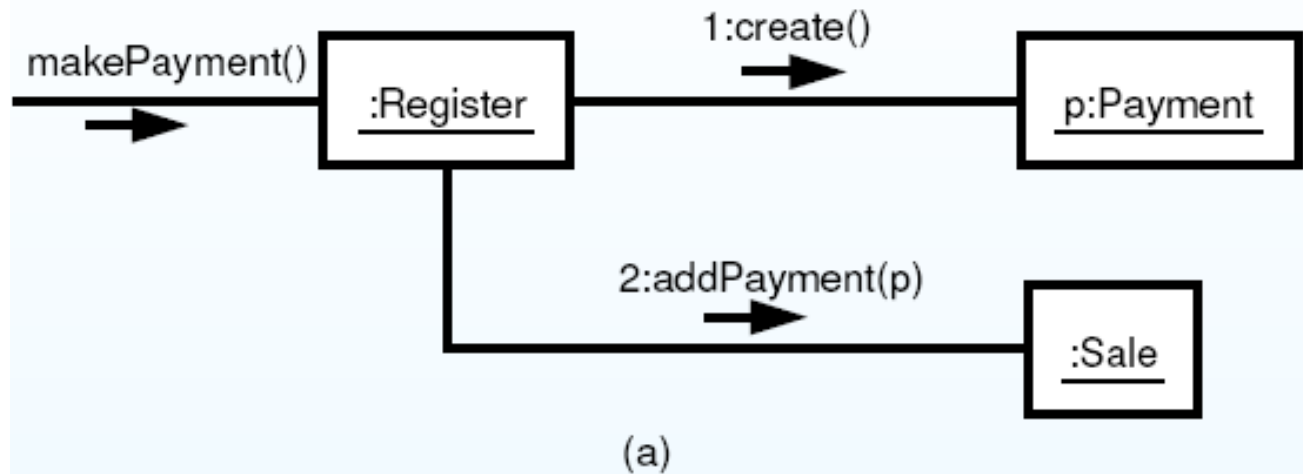 1:create()
makePayment()
:Register
p:Payment
2:addPayment(p)
:Sale
(a)